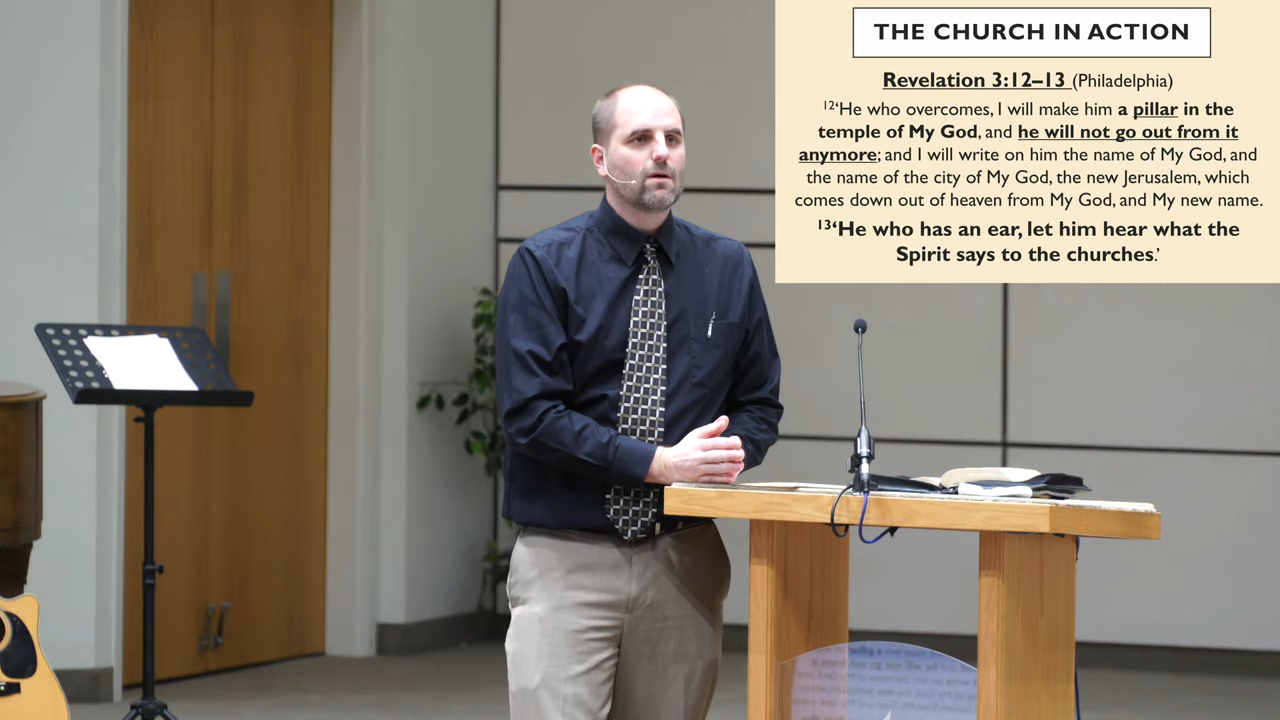 THE CHURCH IN ACTION
Revelation 3:12–13 (Philadelphia)
12‘He who overcomes, I will make him a pillar in the
temple of My God, and he will not go out from it
anymore; and I will write on him the name of My God, and
the name of the city of My God, the new Jerusalem, which
comes down out of heaven from My God, and My new name.
13‘He who has an ear, let him hear what the
Spirit says to the churches.’